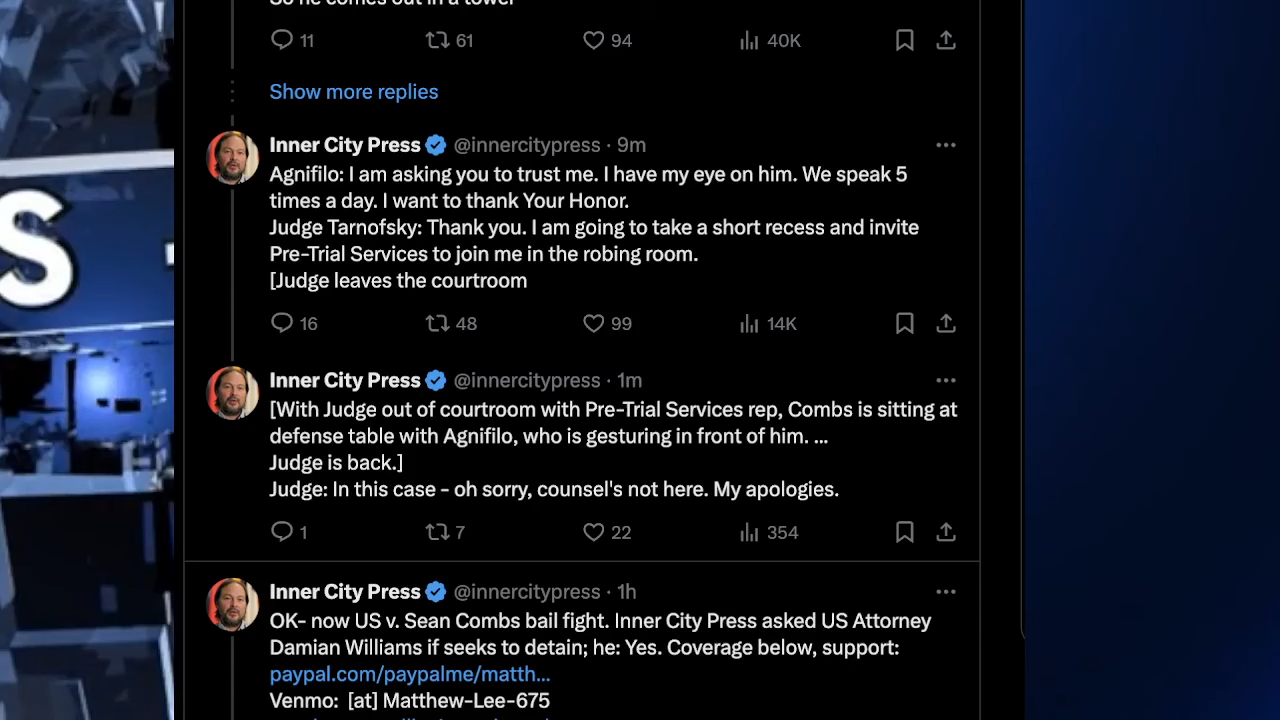 So he comes out in a tower
11 61 94 40K
Show more replies
Inner City Press @innercitypress · 9m
Agnifilo: I am asking you to trust me. I have my eye on him. We speak 5
times a day. I want to thank Your Honor.
Judge Tarnofsky: Thank you. I am going to take a short recess and invite
Pre-Trial Services to join me in the robing room.
[Judge leaves the courtroom
16 48 99 14K
Inner City Press @innercitypress · 1m
[With Judge out of courtroom with Pre-Trial Services rep, Combs is sitting at
defense table with Agnifilo, who is gesturing in front of him. ...
Judge is back.]
Judge: In this case - oh sorry, counsel's not here. My apologies.
1 7 22 354
Inner City Press @innercitypress · 1h
OK- now US v. Sean Combs bail fight. Inner City Press asked US Attorney
Damian Williams if seeks to detain; he: Yes. Coverage below, support:
paypal.com/paypalme/matth...
Venmo: [at] Matthew-Lee-675
S -